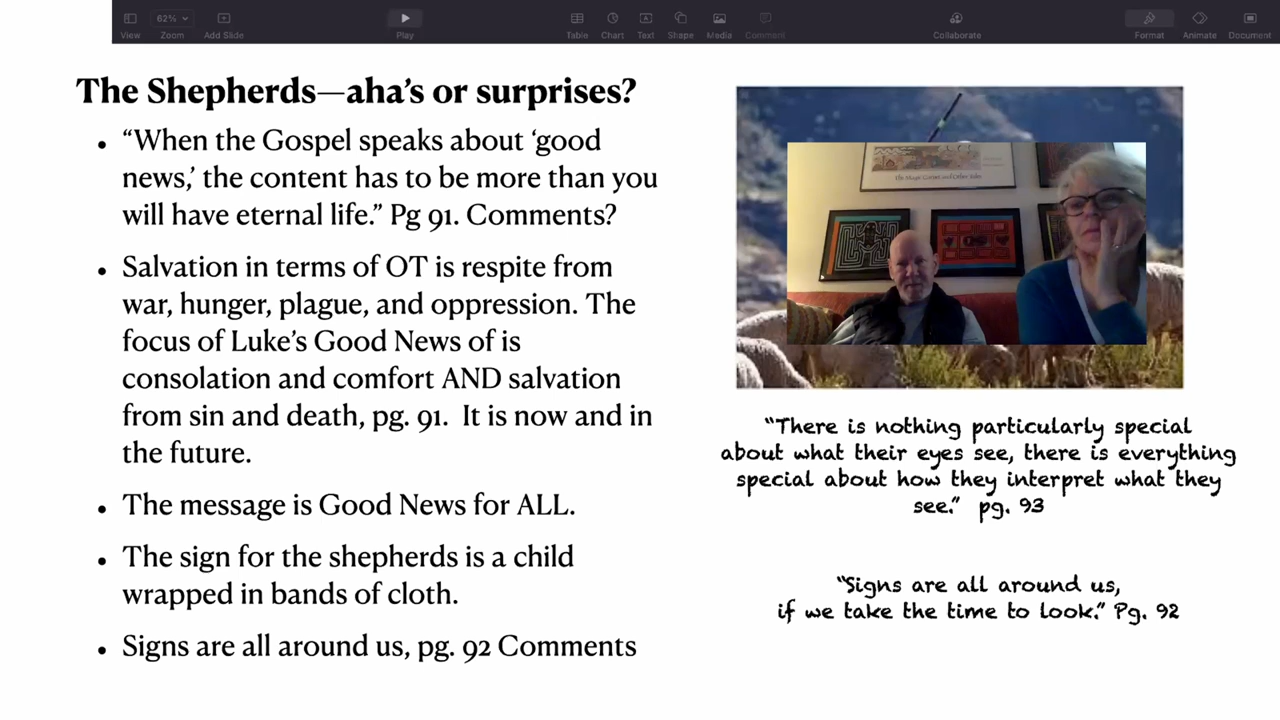 62%
View
Zoom
Add Slide
Play
Table
Chart
Text
Shape
Media
Comment
Collaborate
Format
Animate
Document
The Shepherds—aha’s or surprises?
• “When the Gospel speaks about ‘good
news,’ the content has to be more than you
will have eternal life.” Pg 91. Comments?
• Salvation in terms of OT is respite from
war, hunger, plague, and oppression. The
focus of Luke’s Good News of is
consolation and comfort AND salvation
from sin and death, pg. 91. It is now and in
the future.
• The message is Good News for ALL.
• The sign for the shepherds is a child
wrapped in bands of cloth.
• Signs are all around us, pg. 92 Comments
“There is nothing particularly special
about what their eyes see, there is everything
special about how they interpret what they
see.” pg. 93
“Signs are all around us,
if we take the time to look.” Pg. 92